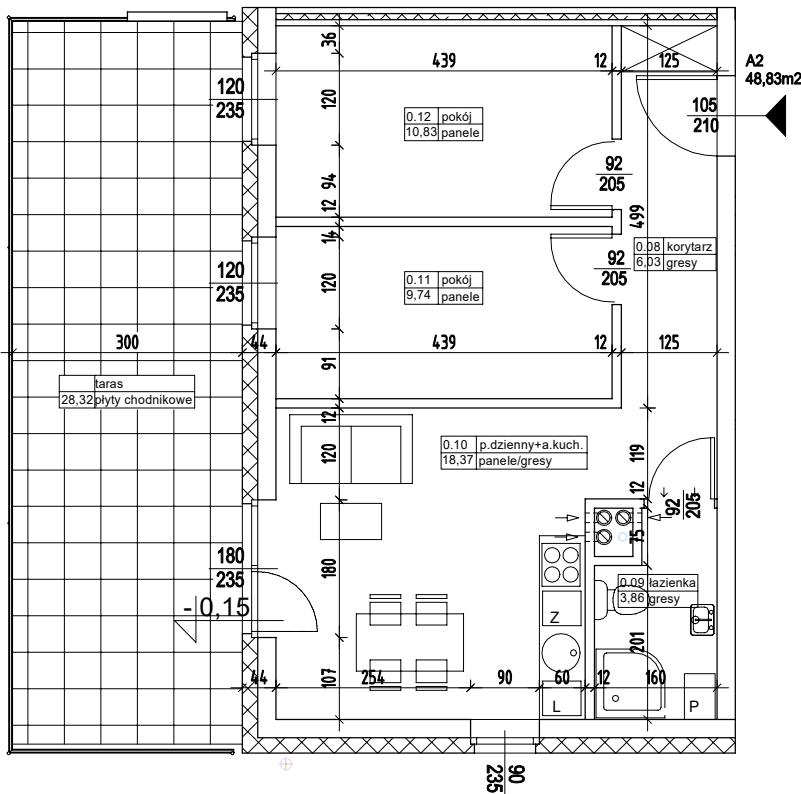 36
439
12
125
A2
48,83m2
120
235
120
0.12 pokój
10,83 panele
105
210
94
92
205
12
499
14
0.08 korytarz
6,03 gresy
120
235
120
0.11 pokój
9,74 panele
92
205
300
44
439
12
125
91
taras
28,32 płyty chodnikowe
12
120
0.10 p.dzienny+a.kuch.
18,37 panele/gresy
119
12
92
205
75
180
235
180
- 0,15
Z
0.09 łazienka
3,86 gresy
201
44
107
254
90
60
12
160
L
P
90
235